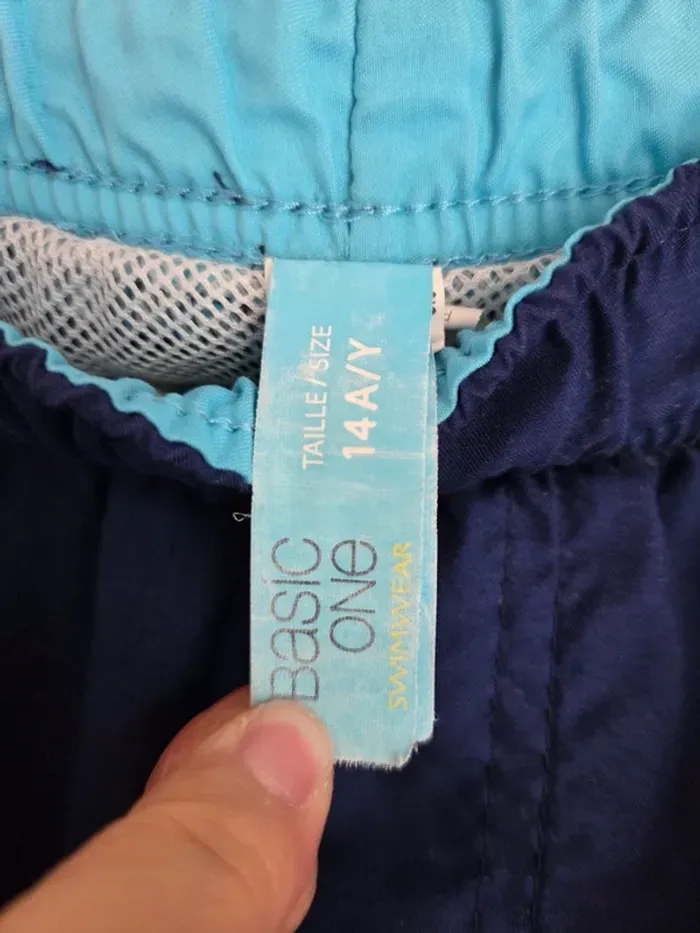 TAILLE / SIZE
14 A/Y
Basic
ONe
SWIMWEAR